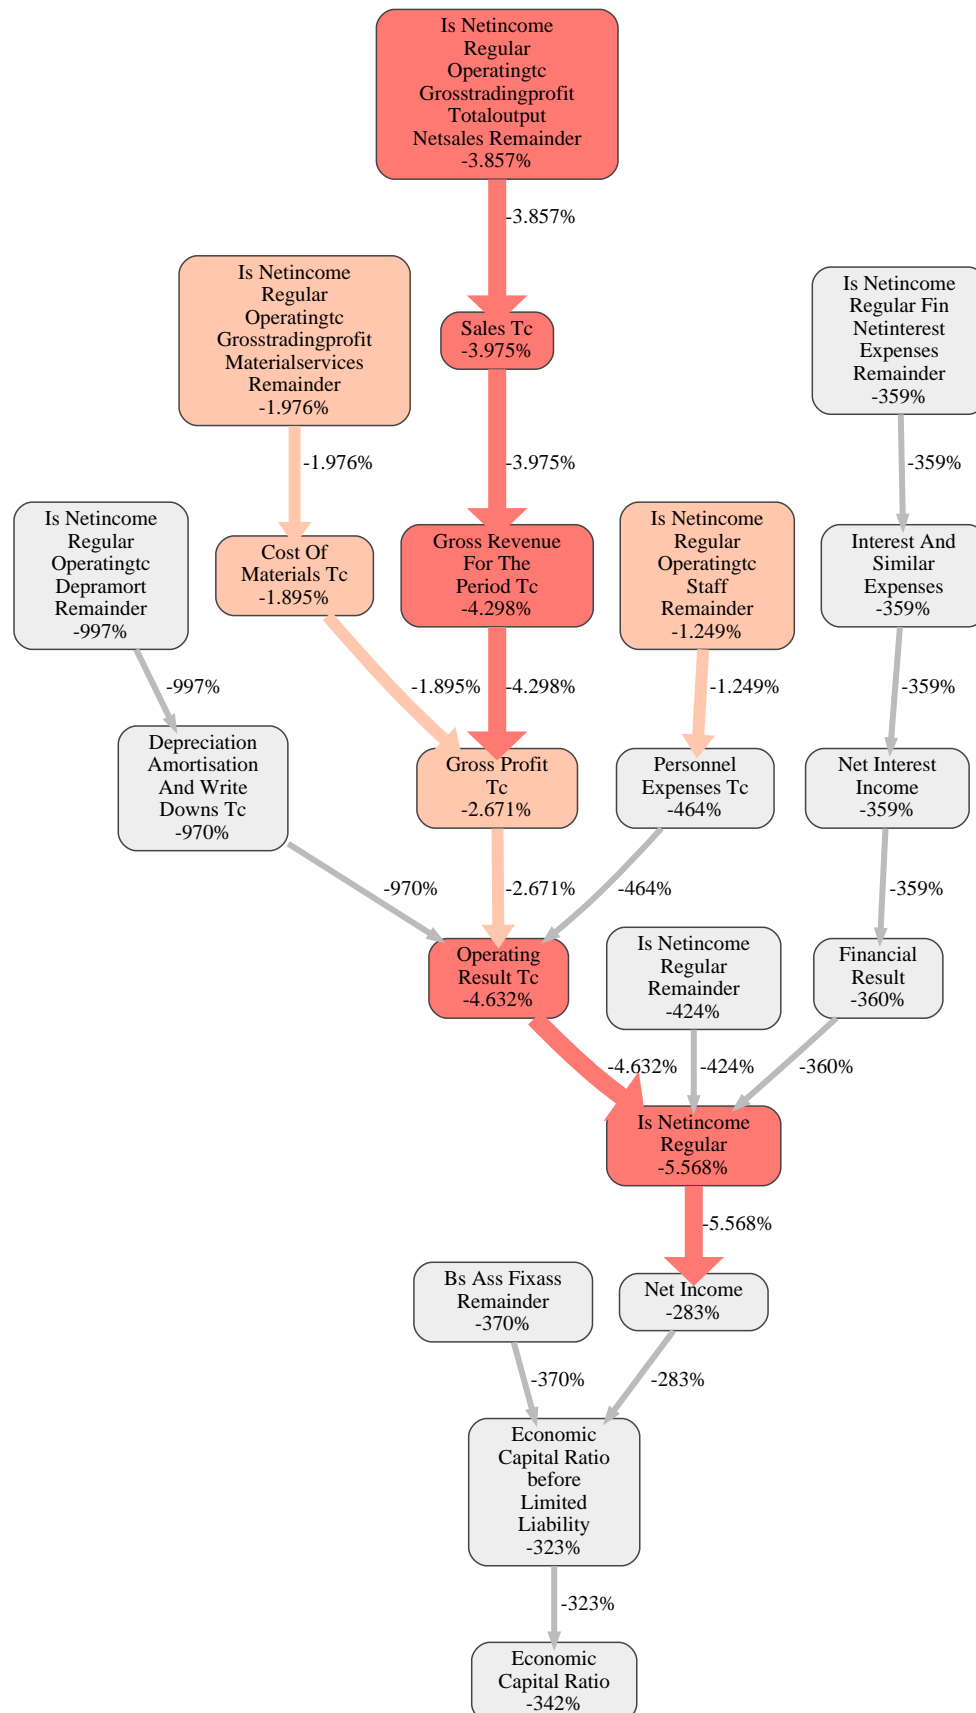 Is Netincome
Regular
Operatingtc
Grosstradingprofit
Totaloutput
Netsales Remainder
-3.857%
-3.857%
Is Netincome
Regular
Operatingtc
Grosstradingprofit
Materialservices
Remainder
-1.976%
Sales Tc
-3.975%
Is Netincome
Regular Fin
Netinterest
Expenses
Remainder
-359%
-1.976%
-3.975%
-359%
Is Netincome
Regular
Operatingtc
Depramort
Remainder
-997%
Cost Of
Materials Tc
-1.895%
Gross Revenue
For The
Period Tc
-4.298%
Is Netincome
Regular
Operatingtc
Staff
Remainder
-1.249%
Interest And
Similar
Expenses
-359%
-997%
-1.895%
-4.298%
-1.249%
-359%
Depreciation
Amortisation
And Write
Downs Tc
-970%
Gross Profit
Tc
-2.671%
Personnel
Expenses Tc
-464%
Net Interest
Income
-359%
-970%
-2.671%
-464%
-359%
Operating
Result Tc
-4.632%
Is Netincome
Regular
Remainder
-424%
Financial
Result
-360%
-4.632%
-424%
-360%
Is Netincome
Regular
-5.568%
-5.568%
Bs Ass Fixass
Remainder
-370%
Net Income
-283%
-370%
-283%
Economic
Capital Ratio
before
Limited
Liability
-323%
-323%
Economic
Capital Ratio
-342%